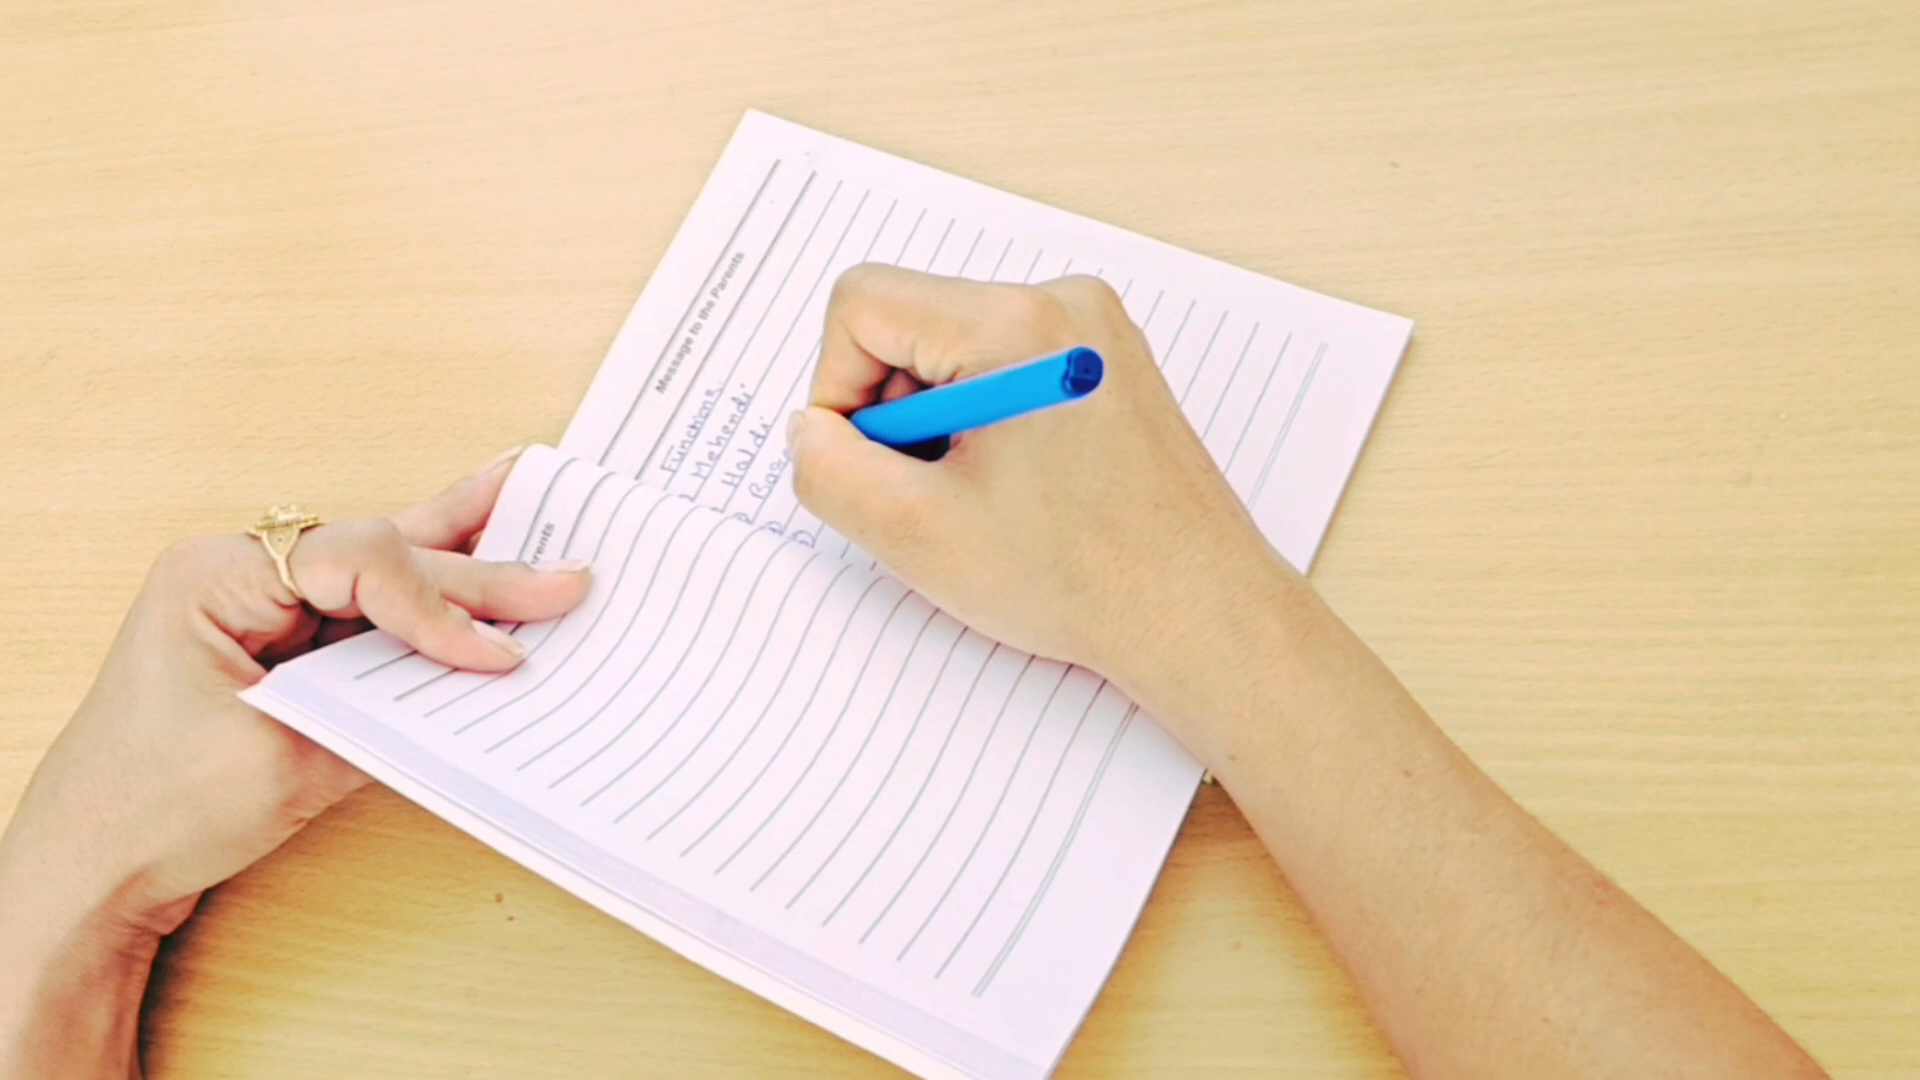 Message to the Parents
Functions
Mehendi
Haldi